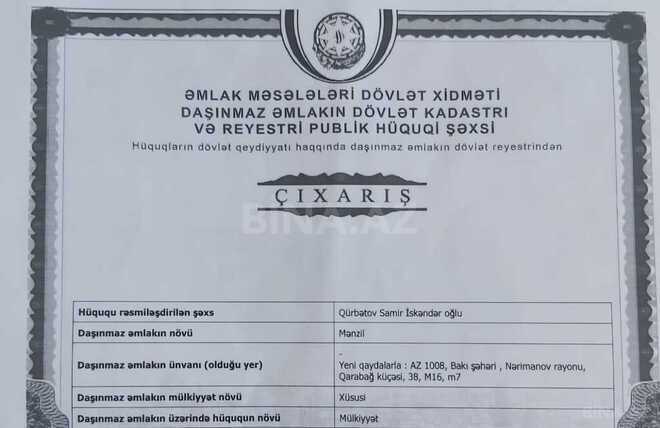 ƏMLAK MƏSƏLƏLƏRİ DÖVLƏT XİDMƏTİ
DAŞINMAZ ƏMLAKIN DÖVLƏT KADASTRI
VƏ REYESTRİ PUBLİK HÜQUQİ ŞƏXSİ
Hüquqların dövlət qeydiyyatı haqqında daşınmaz əmlakın dövlət reyestrindən
ÇIXARIŞ
BINA.AZ
Hüququ rəsmiləşdirilən şəxs Qürbətov Samir İskəndər oğlu
Daşınmaz əmlakın növü Mənzil
Daşınmaz əmlakın ünvanı (olduğu yer) -
Yeni qaydalarla : AZ 1008, Bakı şəhəri , Nərimanov rayonu,
Qarabağ küçəsi, 38, M16, m7
Daşınmaz əmlakın mülkiyyət növü Xüsusi
Daşınmaz əmlakın üzərində hüququn növü Mülkiyyət
BINA.AZ